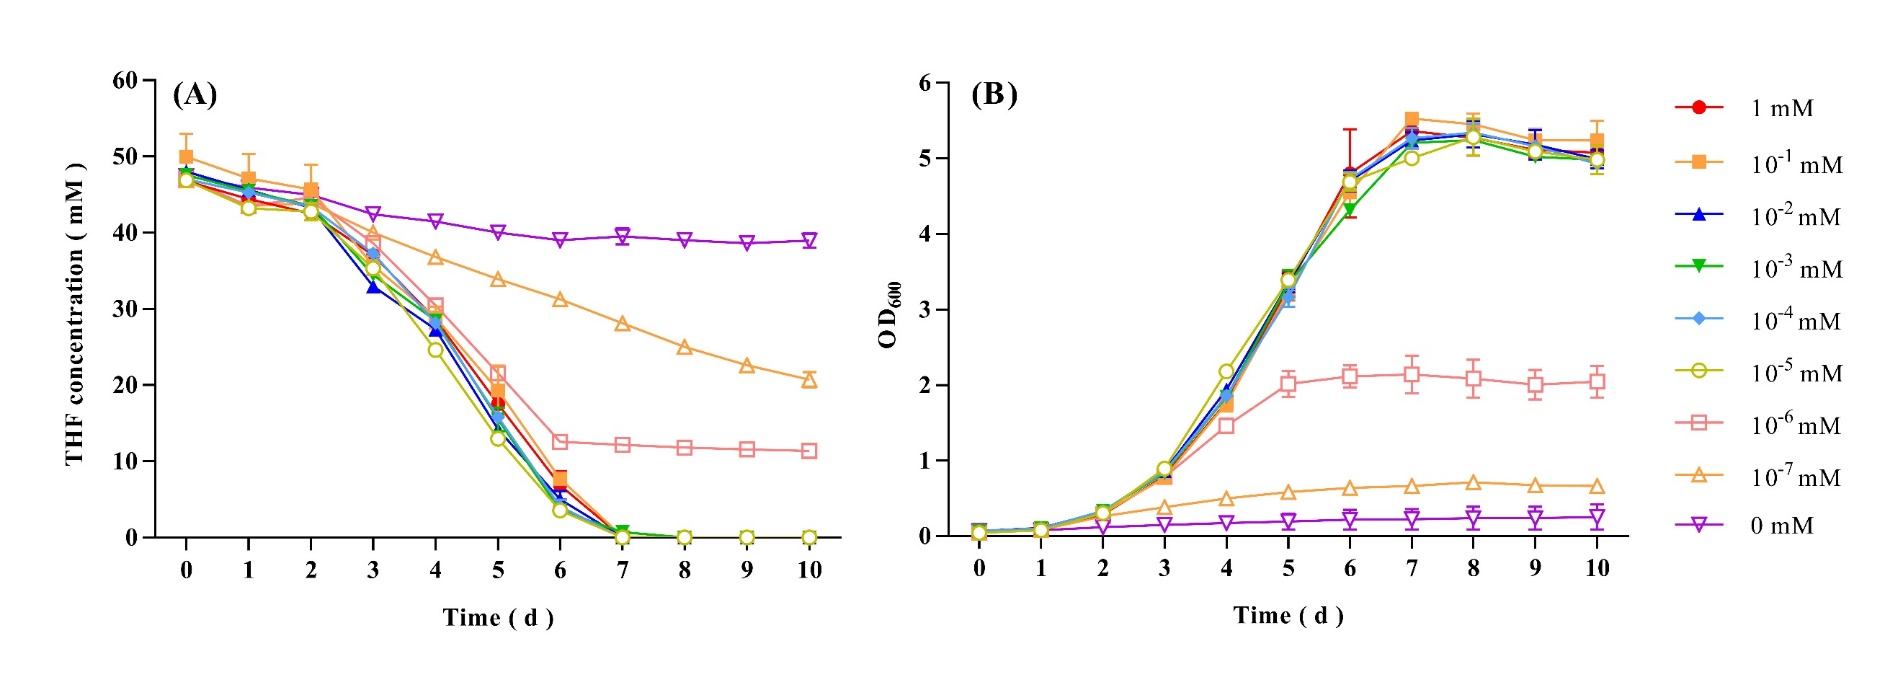 (A)
60
50
40
30
20
10
0
THF concentration ( mM )
0 1 2 3 4 5 6 7 8 9 10
Time ( d )
(B)
6
5
4
3
2
1
0
OD600
0 1 2 3 4 5 6 7 8 9 10
Time ( d )
1 mM
10-1 mM
10-2 mM
10-3 mM
10-4 mM
10-5 mM
10-6 mM
10-7 mM
0 mM